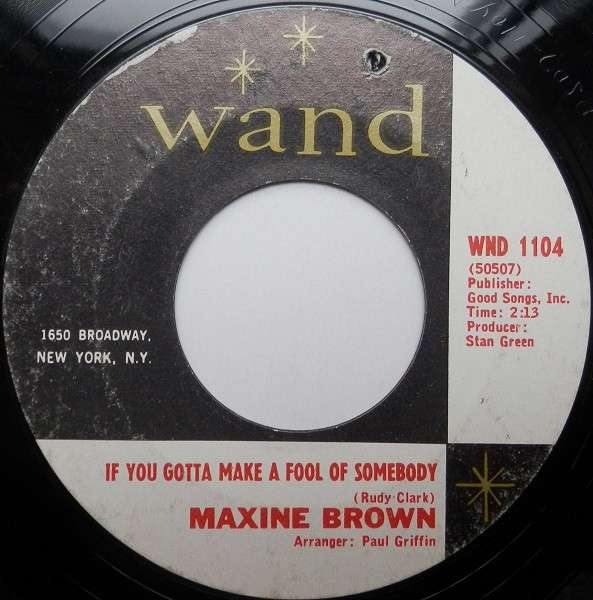 wand
WND 1104
(50507)
Publisher:
Good Songs, Inc.
Time: 2:13
Producer:
Stan Green
1650 BROADWAY,
NEW YORK, N.Y.
IF YOU GOTTA MAKE A FOOL OF SOMEBODY
(Rudy Clark)
MAXINE BROWN
Arranger: Paul Griffin